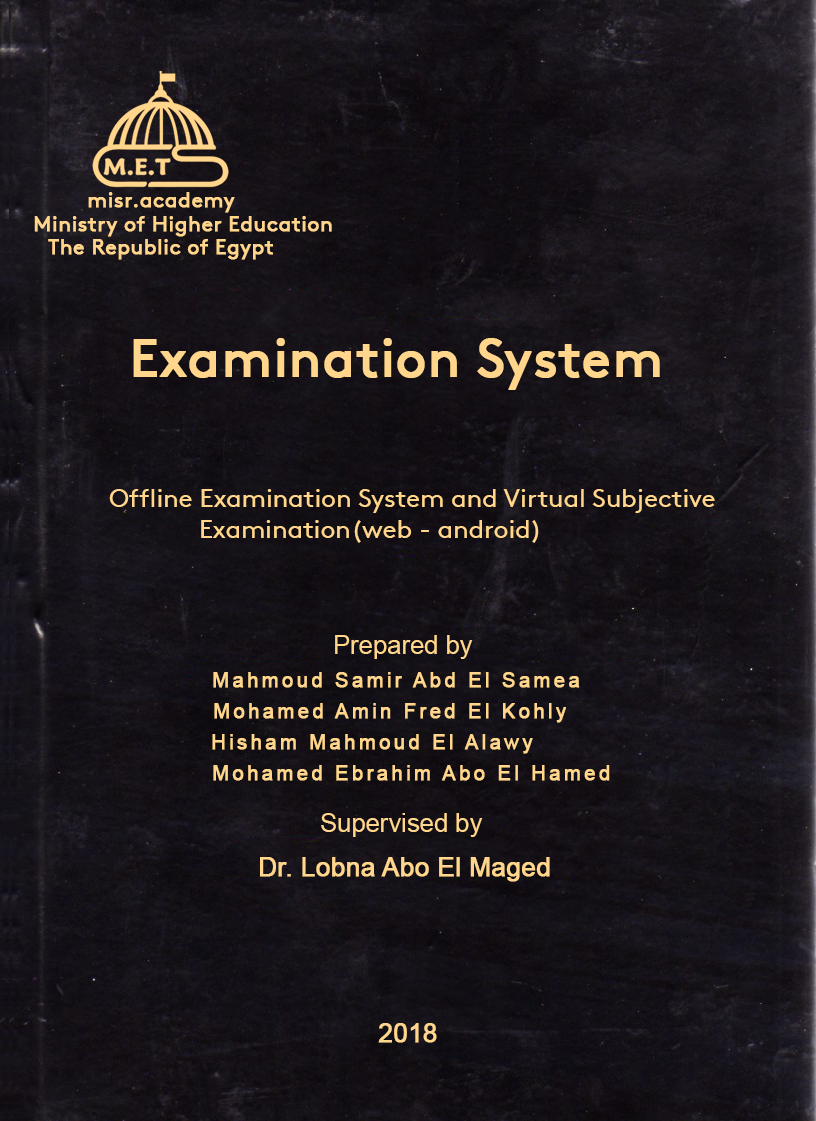 M.E.T
misr.academy
Ministry of Higher Education
The Republic of Egypt
Examination System
Offline Examination System and Virtual Subjective
Examination(web - android)
Prepared by
Mahmoud Samir Abd El Samea
Mohamed Amin Fred El Kohly
Hisham Mahmoud El Alawy
Mohamed Ebrahim Abo El Hamed
Supervised by
Dr. Lobna Abo El Maged
2018